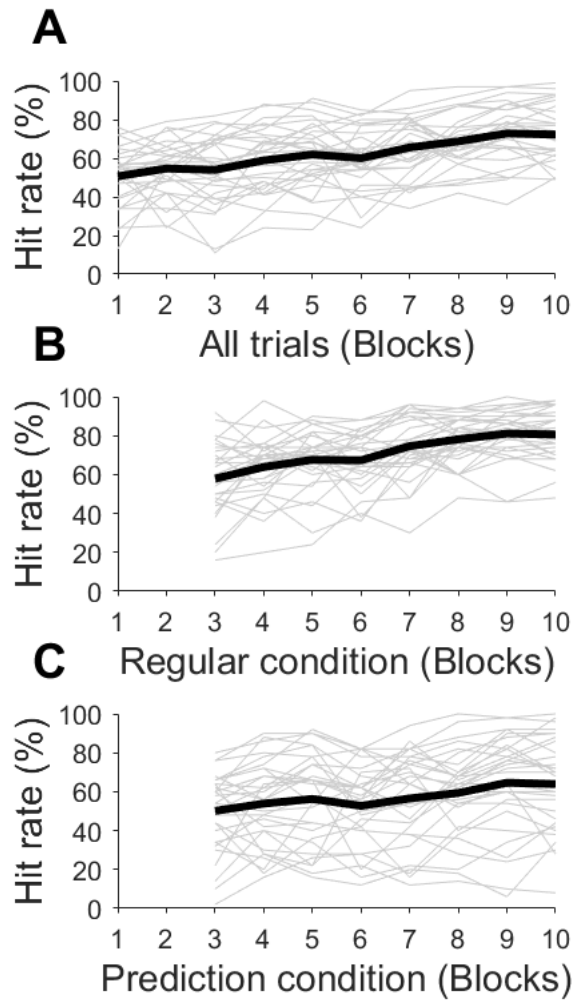 A
Hit rate (%)
100
80
60
40
20
0
1 2 3 4 5 6 7 8 9 10
All trials (Blocks)
B
Hit rate (%)
100
80
60
40
20
0
1 2 3 4 5 6 7 8 9 10
Regular condition (Blocks)
C
Hit rate (%)
100
80
60
40
20
0
1 2 3 4 5 6 7 8 9 10
Prediction condition (Blocks)